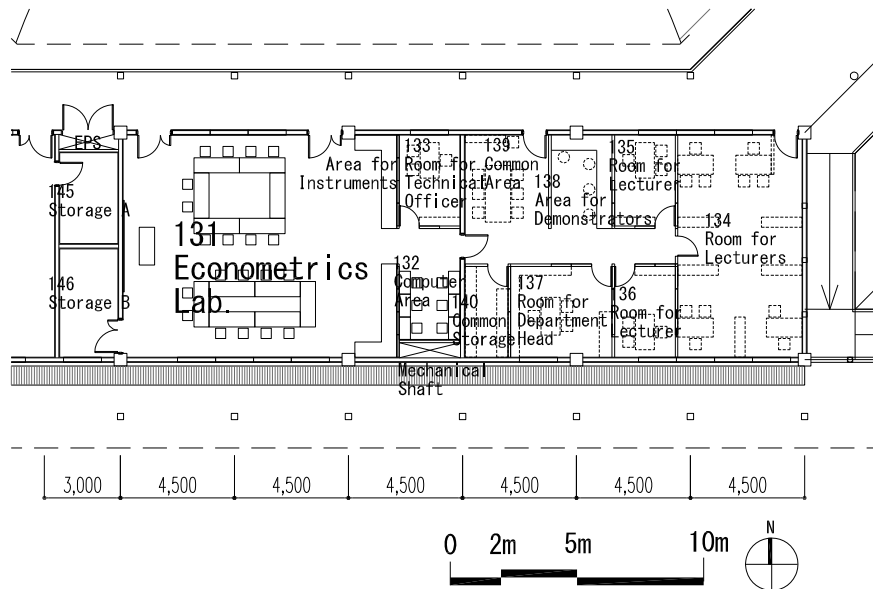 EPS
145
Storage A
146
Storage B
131
Econometrics
Lab.
Area for
Instruments
133
Room for
Technical
Officer
139
Common
Area
138
Area for
Demonstrators
135
Room for
Lecturer
134
Room for
Lecturers
132
Computer
Area
140
Common
Storage
137
Room for
Department
Head
136
Room for
Lecturer
Mechanical
Shaft
3,000
4,500
4,500
4,500
4,500
4,500
4,500
0 2m 5m 10m
N